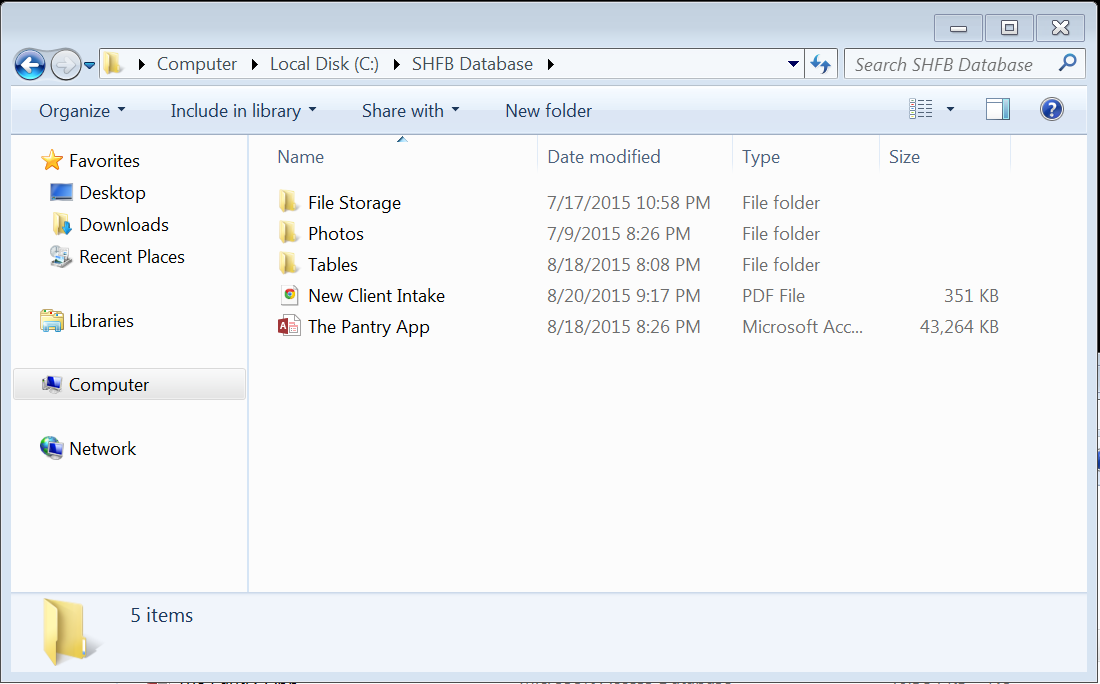 Computer Local Disk (C:) SHFB Database Search SHFB Database
Organize Include in library Share with New folder
Favorites
Desktop
Downloads
Recent Places
Libraries
Computer
Network
Name Date modified Type Size
File Storage 7/17/2015 10:58 PM File folder
Photos 7/9/2015 8:26 PM File folder
Tables 8/18/2015 8:08 PM File folder
New Client Intake 8/20/2015 9:17 PM PDF File 351 KB
The Pantry App 8/18/2015 8:26 PM Microsoft Acc... 43,264 KB
5 items